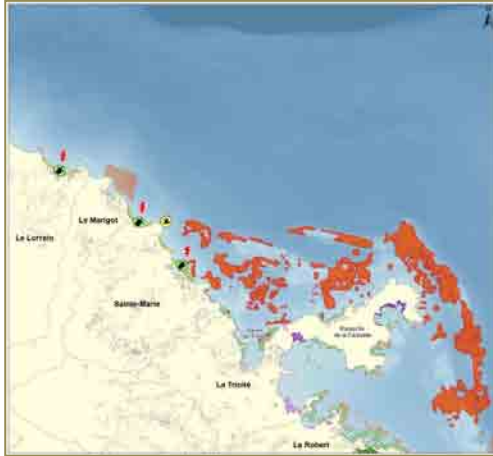 Le Marigot
Le Lorrain
Sainte-Marie
Presqu'île
de la Caravelle
La Trinité
Le Robert